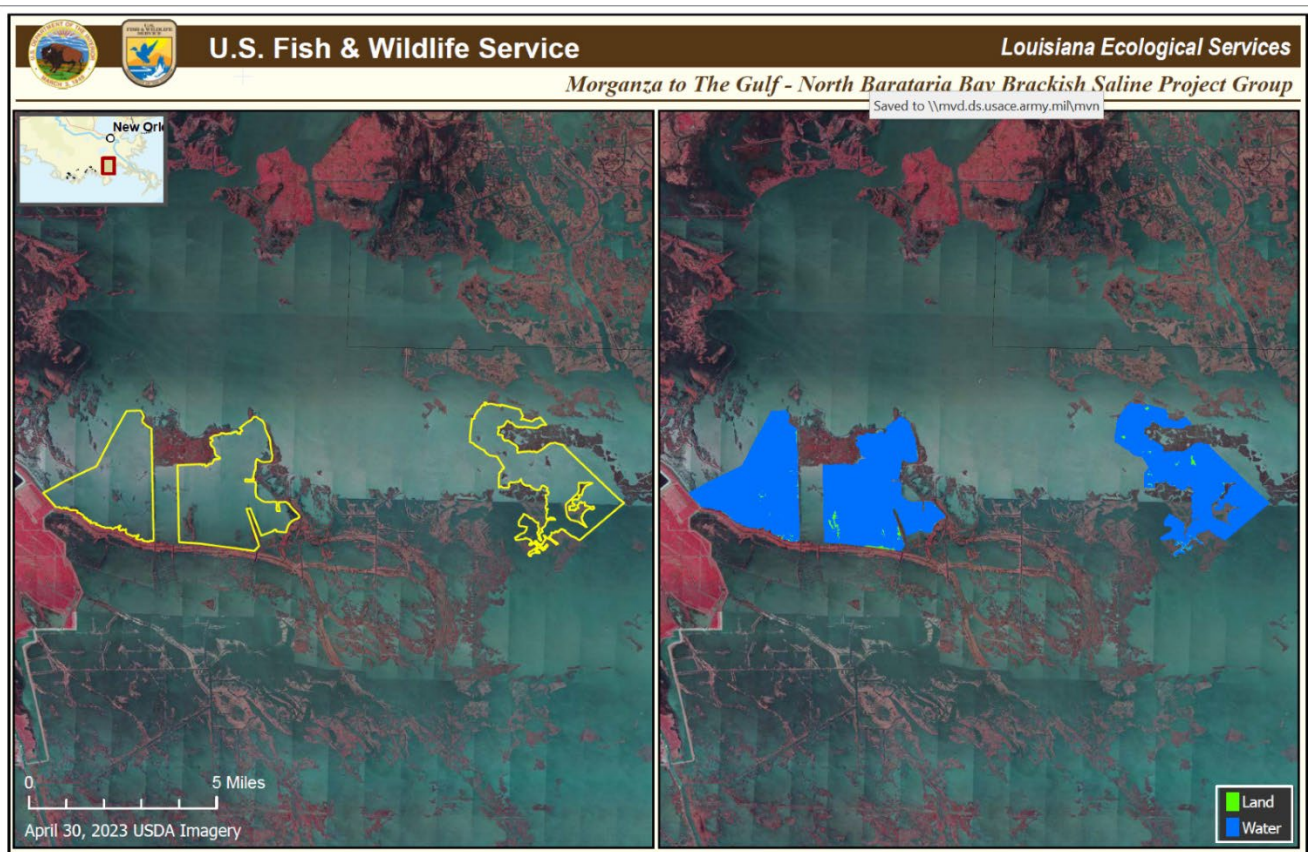 U.S. Fish & Wildlife Service
Louisiana Ecological Services
Morganza to The Gulf - North Barataria Bay Brackish Saline Project Group
Saved to \\mvd.ds.usace.army.mil\mvn
New Orl
0 5 Miles
April 30, 2023 USDA Imagery
Land
Water